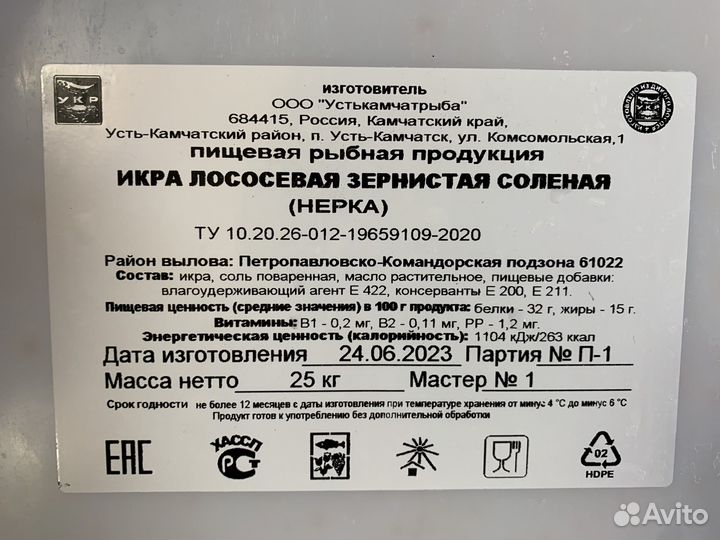 УКР
изготовитель
ООО "Устькамчатрыба"
684415, Россия, Камчатский край,
Усть-Камчатский район, п. Усть-Камчатск, ул. Комсомольская,1
пищевая рыбная продукция
ИКРА ЛОСОСЕВАЯ ЗЕРНИСТАЯ СОЛЕНАЯ
(НЕРКА)
ТУ 10.20.26-012-19659109-2020
Район вылова: Петропавловско-Командорская подзона 61022
Состав: икра, соль поваренная, масло растительное, пищевые добавки:
влагоудерживающий агент Е 422, консерванты Е 200, Е 211.
Пищевая ценность (средние значения) в 100 г продукта: белки - 32 г, жиры - 15 г.
Витамины: В1 - 0,2 мг, В2 - 0,11 мг, РР - 1,2 мг.
Энергетическая ценность (калорийность): 1104 кДж/263 ккал
Дата изготовления 24.06.2023 Партия № П-1
Масса нетто 25 кг Мастер № 1
Срок годности не более 12 месяцев с даты изготовления при температуре хранения от минус 4 °С до минус 6 °С
Продукт готов к употреблению без дополнительной обработки
ЕАС
ХАССП
РСТ
02
HDPE
Avito